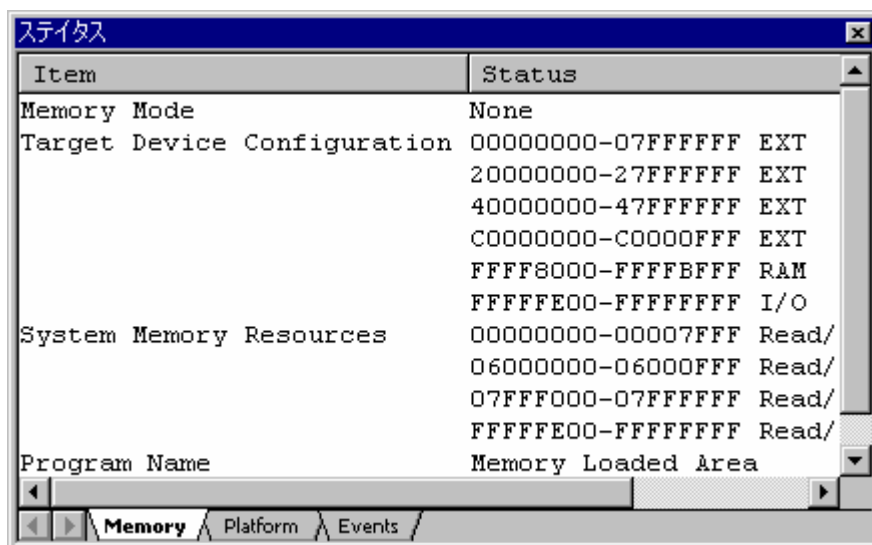 ステイタス
Item Status
Memory Mode None
Target Device Configuration 00000000-07FFFFFF EXT
20000000-27FFFFFF EXT
40000000-47FFFFFF EXT
C0000000-C0000FFF EXT
FFFF8000-FFFFBFFF RAM
FFFFFE00-FFFFFFFF I/O
System Memory Resources 00000000-00007FFF Read/
06000000-06000FFF Read/
07FFF000-07FFFFFF Read/
FFFFFE00-FFFFFFFF Read/
Program Name Memory Loaded Area
Memory Platform Events